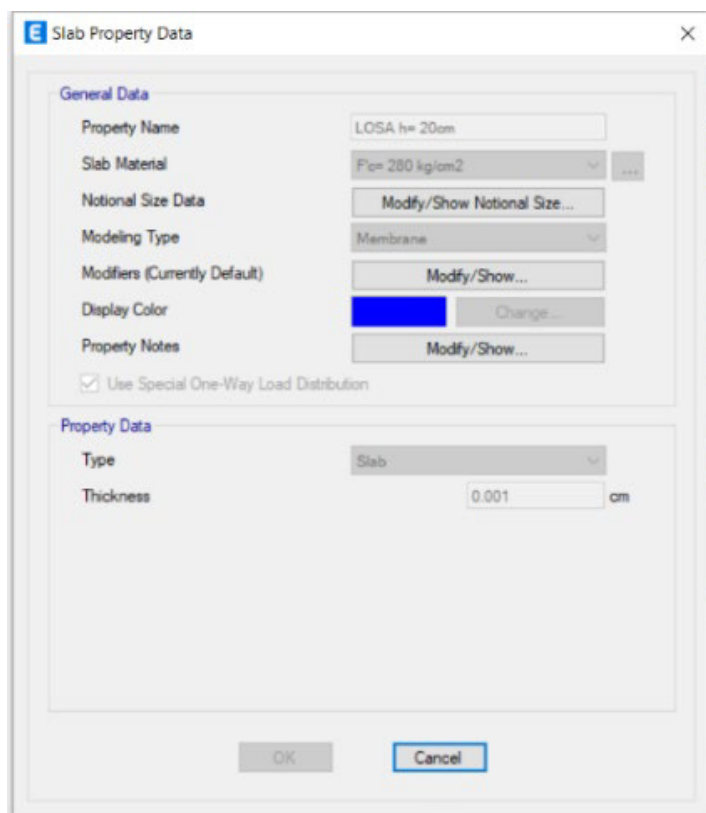 E Slab Property Data
General Data
Property Name LOSA h= 20cm
Slab Material F'c= 280 kg/cm2 ...
Notional Size Data Modify/Show Notional Size...
Modeling Type Membrane
Modifiers (Currently Default) Modify/Show...
Display Color Change...
Property Notes Modify/Show...
Use Special One-Way Load Distribution
Property Data
Type Slab
Thickness 0.001 cm
OK Cancel